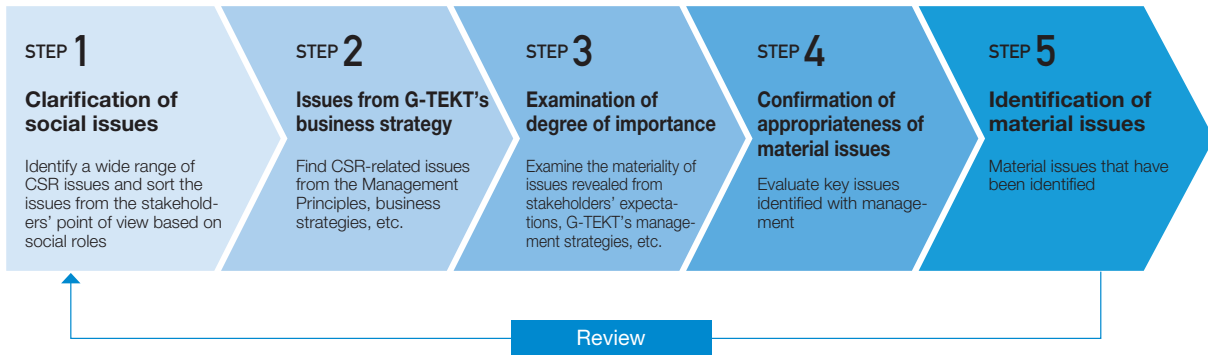 STEP 1
Clarification of
social issues
Identify a wide range of
CSR issues and sort the
issues from the stakehold-
ers' point of view based on
social roles
STEP 2
Issues from G-TEKT's
business strategy
Find CSR-related issues
from the Management
Principles, business
strategies, etc.
STEP 3
Examination of
degree of importance
Examine the materiality of
issues revealed from
stakeholders' expecta-
tions, G-TEKT's manage-
ment strategies, etc.
STEP 4
Confirmation of
appropriateness of
material issues
Evaluate key issues
identified with manage-
ment
STEP 5
Identification of
material issues
Material issues that have
been identified
Review